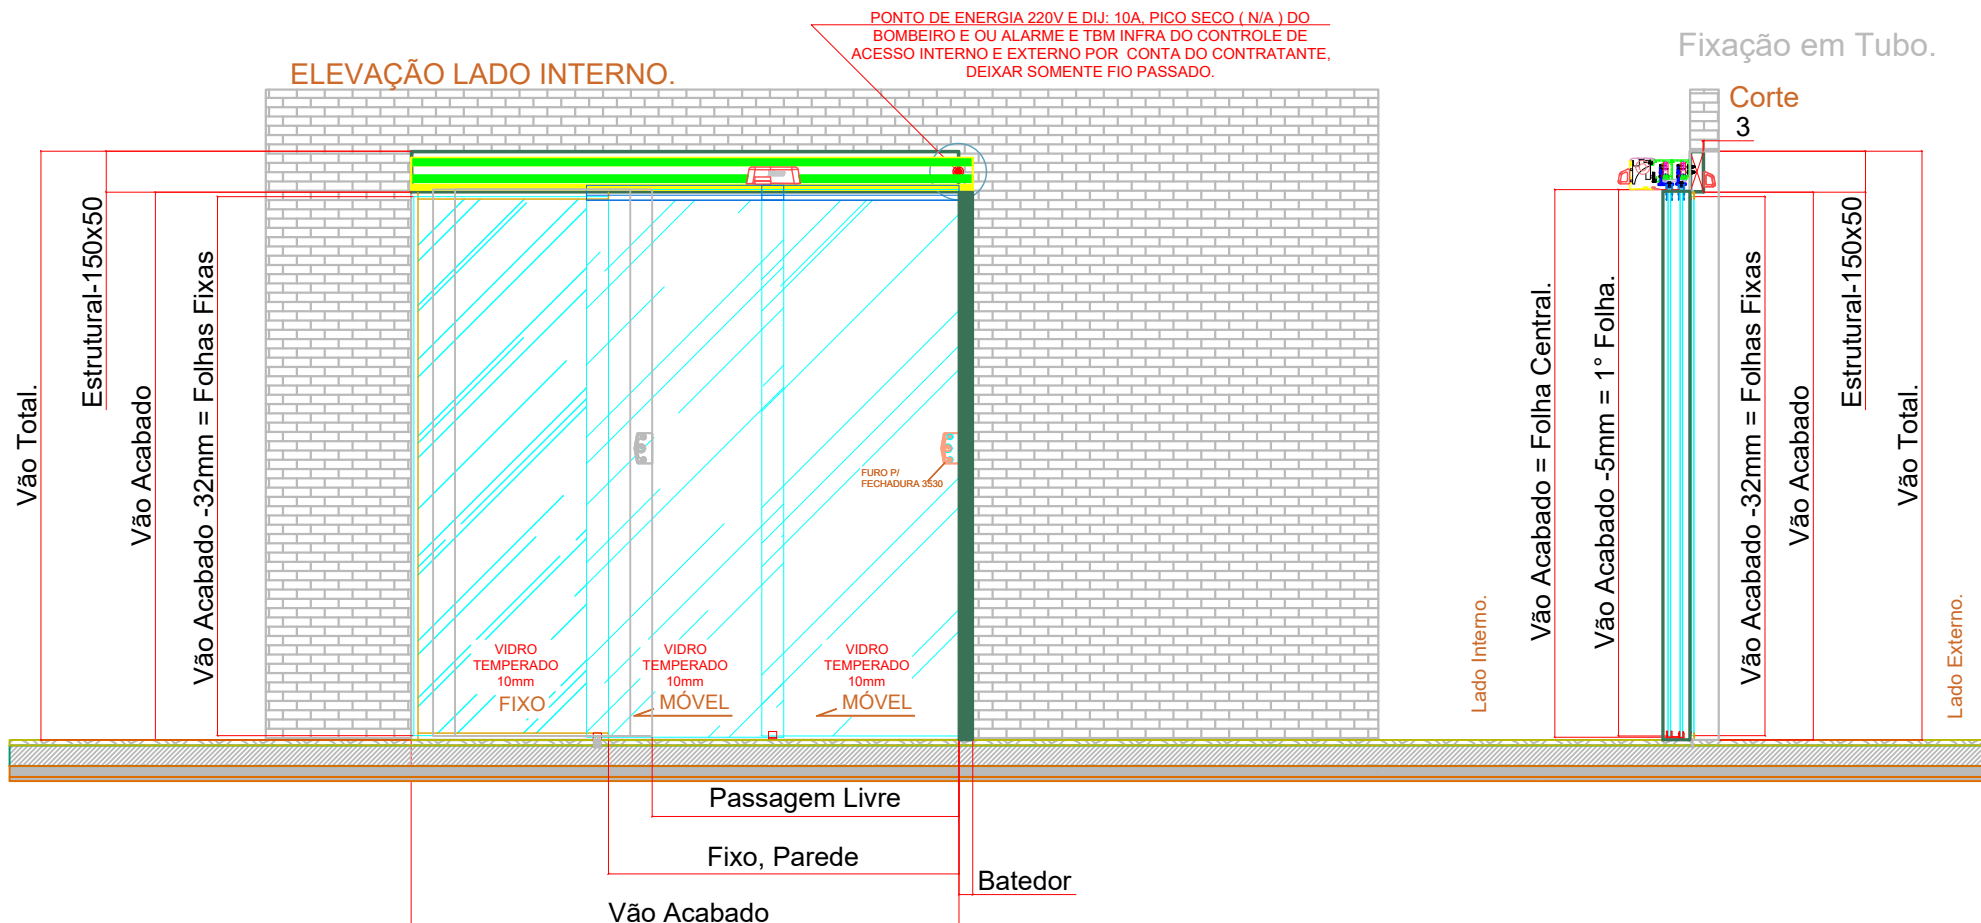 PONTO DE ENERGIA 220V E DIJ: 10A, PICO SECO ( N/A ) DO
BOMBEIRO E OU ALARME E TBM INFRA DO CONTROLE DE
ACESSO INTERNO E EXTERNO POR CONTA DO CONTRATANTE,
DEIXAR SOMENTE FIO PASSADO.
Fixação em Tubo.
ELEVAÇÃO LADO INTERNO.
Corte
3
Vão Total.
Estrutural-150x50
Vão Acabado
Vão Acabado -32mm = Folhas Fixas
FURO P/
FECHADURA 3530
VIDRO
TEMPERADO
10mm
FIXO
VIDRO
TEMPERADO
10mm
MÓVEL
VIDRO
TEMPERADO
10mm
MÓVEL
Lado Interno.
Vão Acabado = Folha Central.
Vão Acabado -5mm = 1° Folha.
Vão Acabado -32mm = Folhas Fixas
Vão Acabado
Estrutural-150x50
Vão Total.
Lado Externo.
Passagem Livre
Fixo, Parede
Batedor
Vão Acabado